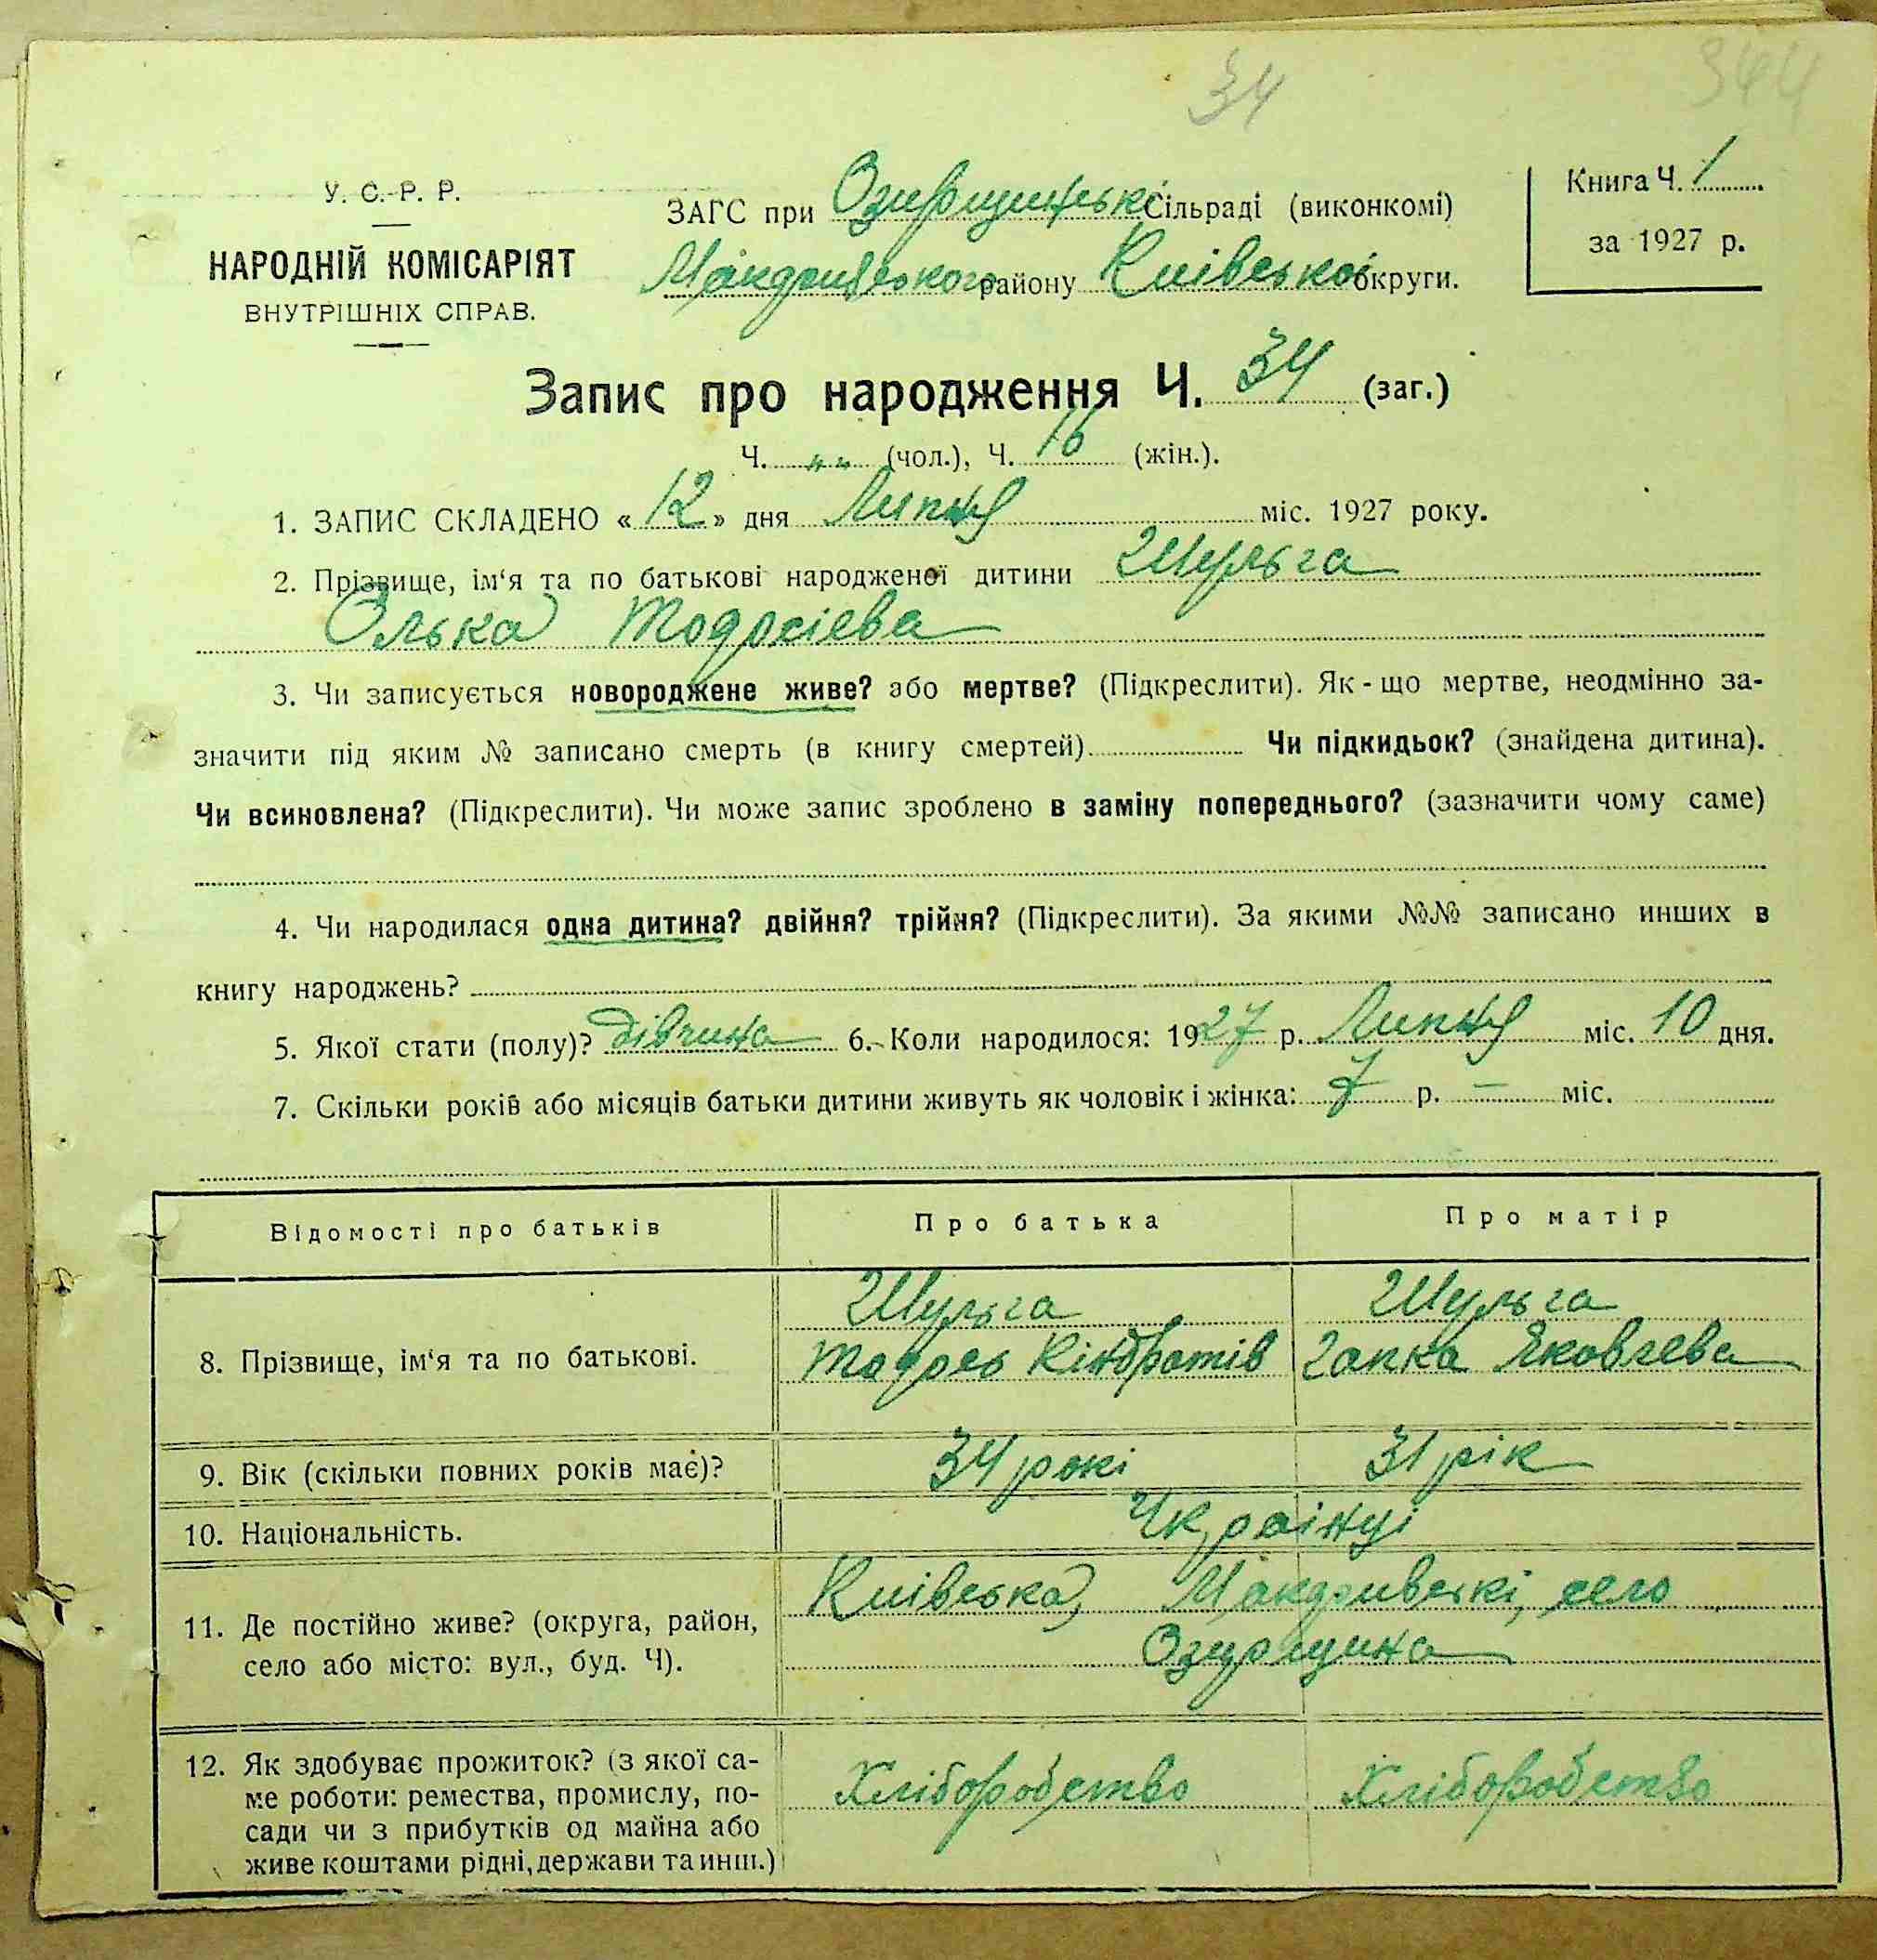 34
344
У. С. Р. Р.
НАРОДНІЙ КОМІСАРІЯТ
ВНУТРІШНІХ СПРАВ.
ЗАГС при Озирщинські Сільраді (виконкомі)
району Київської округи.
Книга Ч. 1
за 1927 р.
Запис про народження Ч. 34 (заг.)
Ч. „ „ (чол.), Ч. 16 (жін.).
1. ЗАПИС СКЛАДЕНО « 12 » дня Липня міс. 1927 року.
2. Прізвище, ім‘я та по батькові народженої дитини Шульга
Олька Тодосієва
3. Чи записується новороджене живе? або мертве? (Підкреслити). Як-що мертве, неодмінно за-
значити під яким № записано смерть (в книгу смертей). Чи підкидьок? (знайдена дитина).
Чи всиновлена? (Підкреслити). Чи може запис зроблено в заміну попереднього? (зазначити чому саме)
4. Чи народилася одна дитина? двійня? трійня? (Підкреслити). За якими №№ записано инших в
книгу народжень?
5. Якої стати (полу)? дівчина 6. Коли народилося: 1927 р. Липня міс. 10 дня.
7. Скільки років або місяців батьки дитини живуть як чоловік і жінка: 7 р. — міс.
Відомості про батьків
Про батька
Про матір
8. Прізвище, ім‘я та по батькові.
Шульга
Тодось Кіндратів
Шульга
Гапка Яковлева
9. Вік (скільки повних років має)?
34 рокі
31 рік
10. Національність.
Українці
11. Де постійно живе? (округа, район,
село або місто: вул., буд. Ч).
Київська, село
Озирщина
12. Як здобуває прожиток? (з якої са-
ме роботи: ремества, промислу, по-
сади чи з прибутків од майна або
живе коштами рідні, держави та инш.)
Хліборобство
Хліборобство